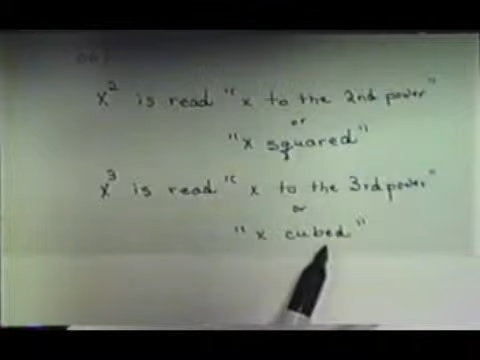 x² is read "x to the 2nd power"
or
"x squared"
x³ is read "x to the 3rd power"
or
"x cubed"